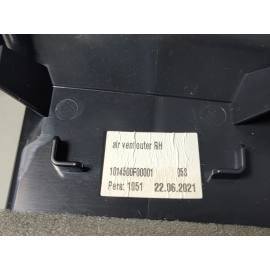 air vent outer RH
1014500F00001 053
Pers: 1051 22.06.2021